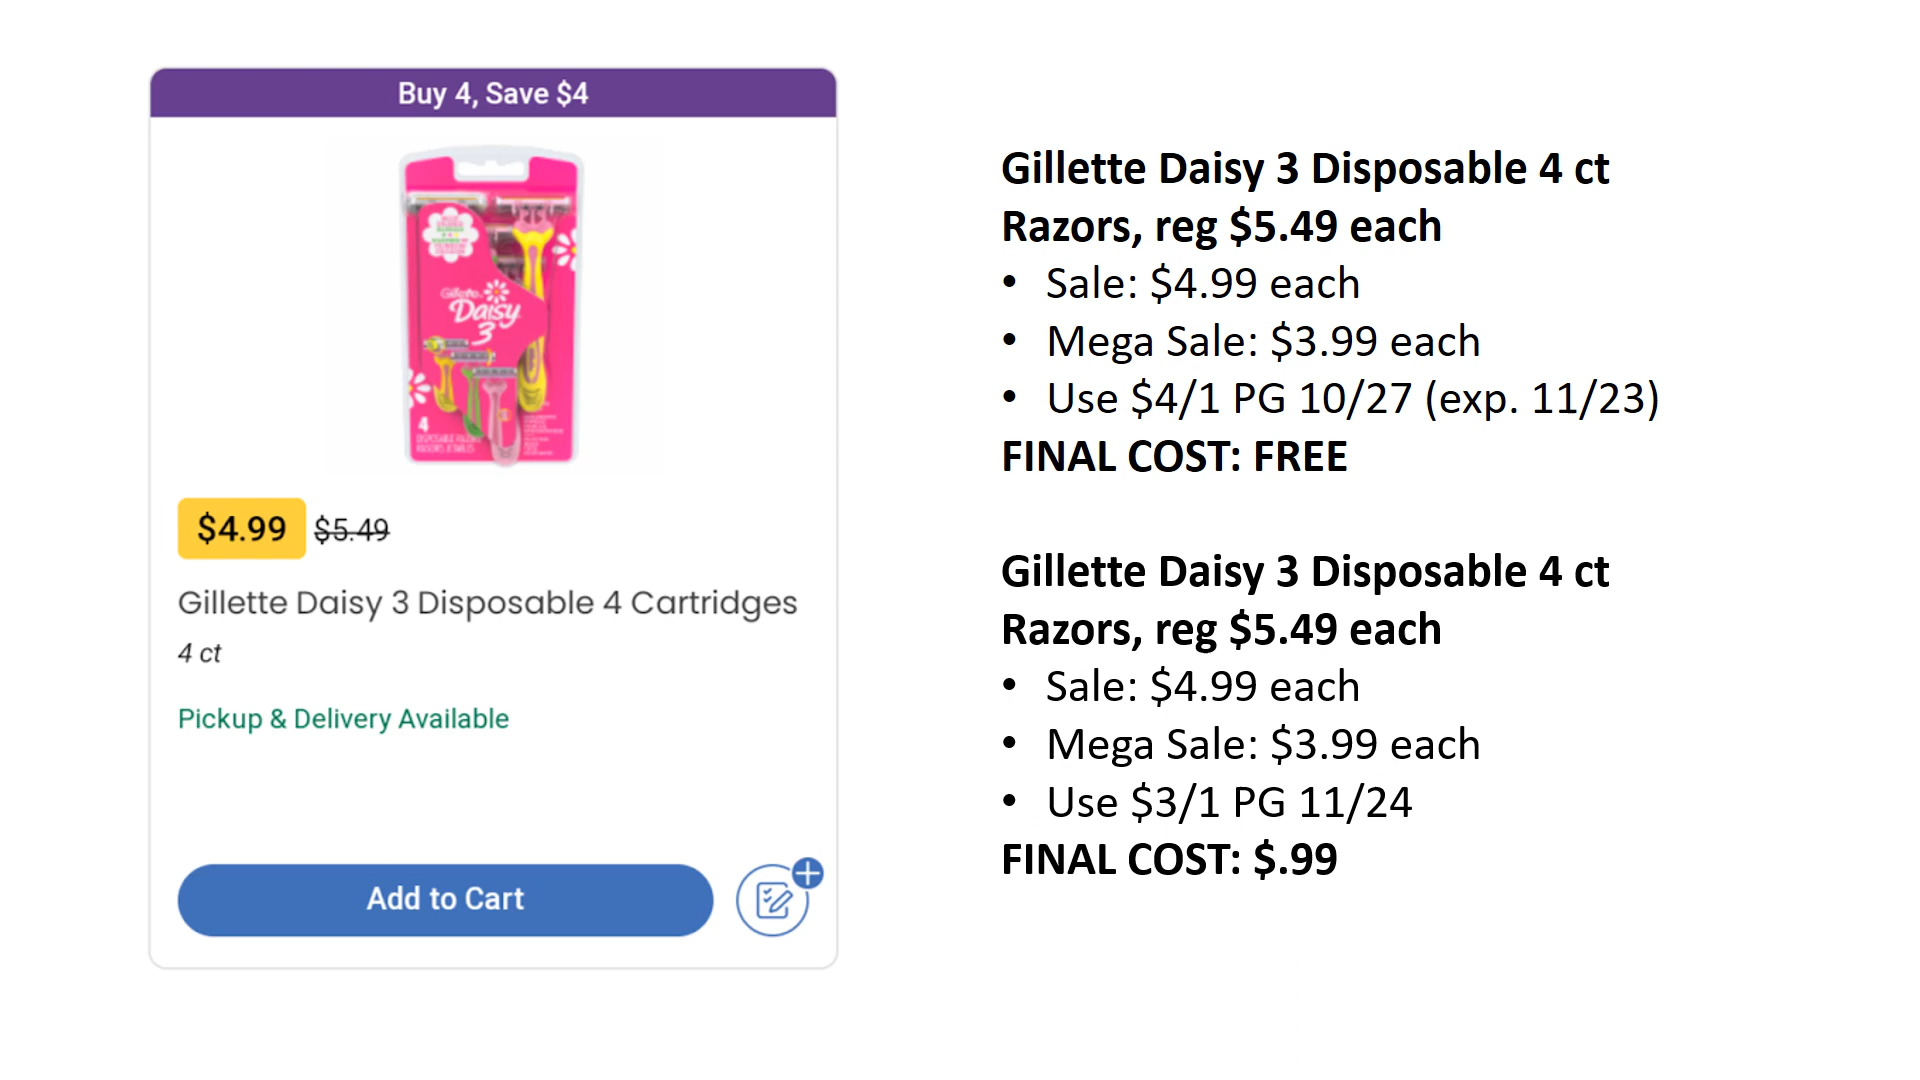 Buy 4, Save $4
Gillette
Daisy
3
4
$4.99 $5.49
Gillette Daisy 3 Disposable 4 Cartridges
4 ct
Pickup & Delivery Available
Add to Cart
Gillette Daisy 3 Disposable 4 ct
Razors, reg $5.49 each
• Sale: $4.99 each
• Mega Sale: $3.99 each
• Use $4/1 PG 10/27 (exp. 11/23)
FINAL COST: FREE
Gillette Daisy 3 Disposable 4 ct
Razors, reg $5.49 each
• Sale: $4.99 each
• Mega Sale: $3.99 each
• Use $3/1 PG 11/24
FINAL COST: $.99